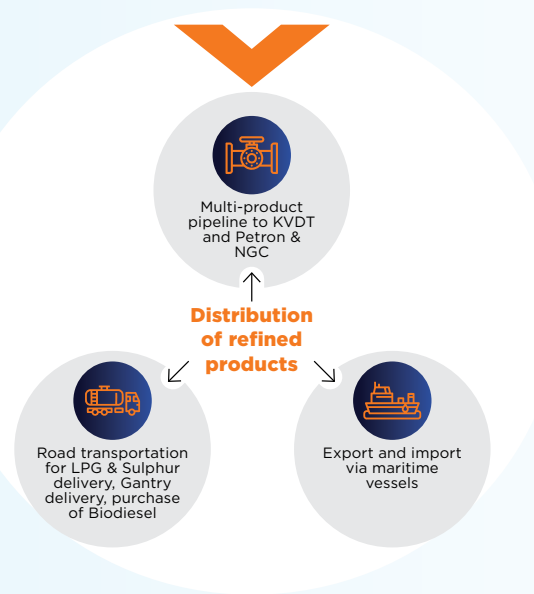 Multi-product
pipeline to KVDT
and Petron &
NGC
Distribution
of refined
products
Road transportation
for LPG & Sulphur
delivery, Gantry
delivery, purchase
of Biodiesel
Export and import
via maritime
vessels